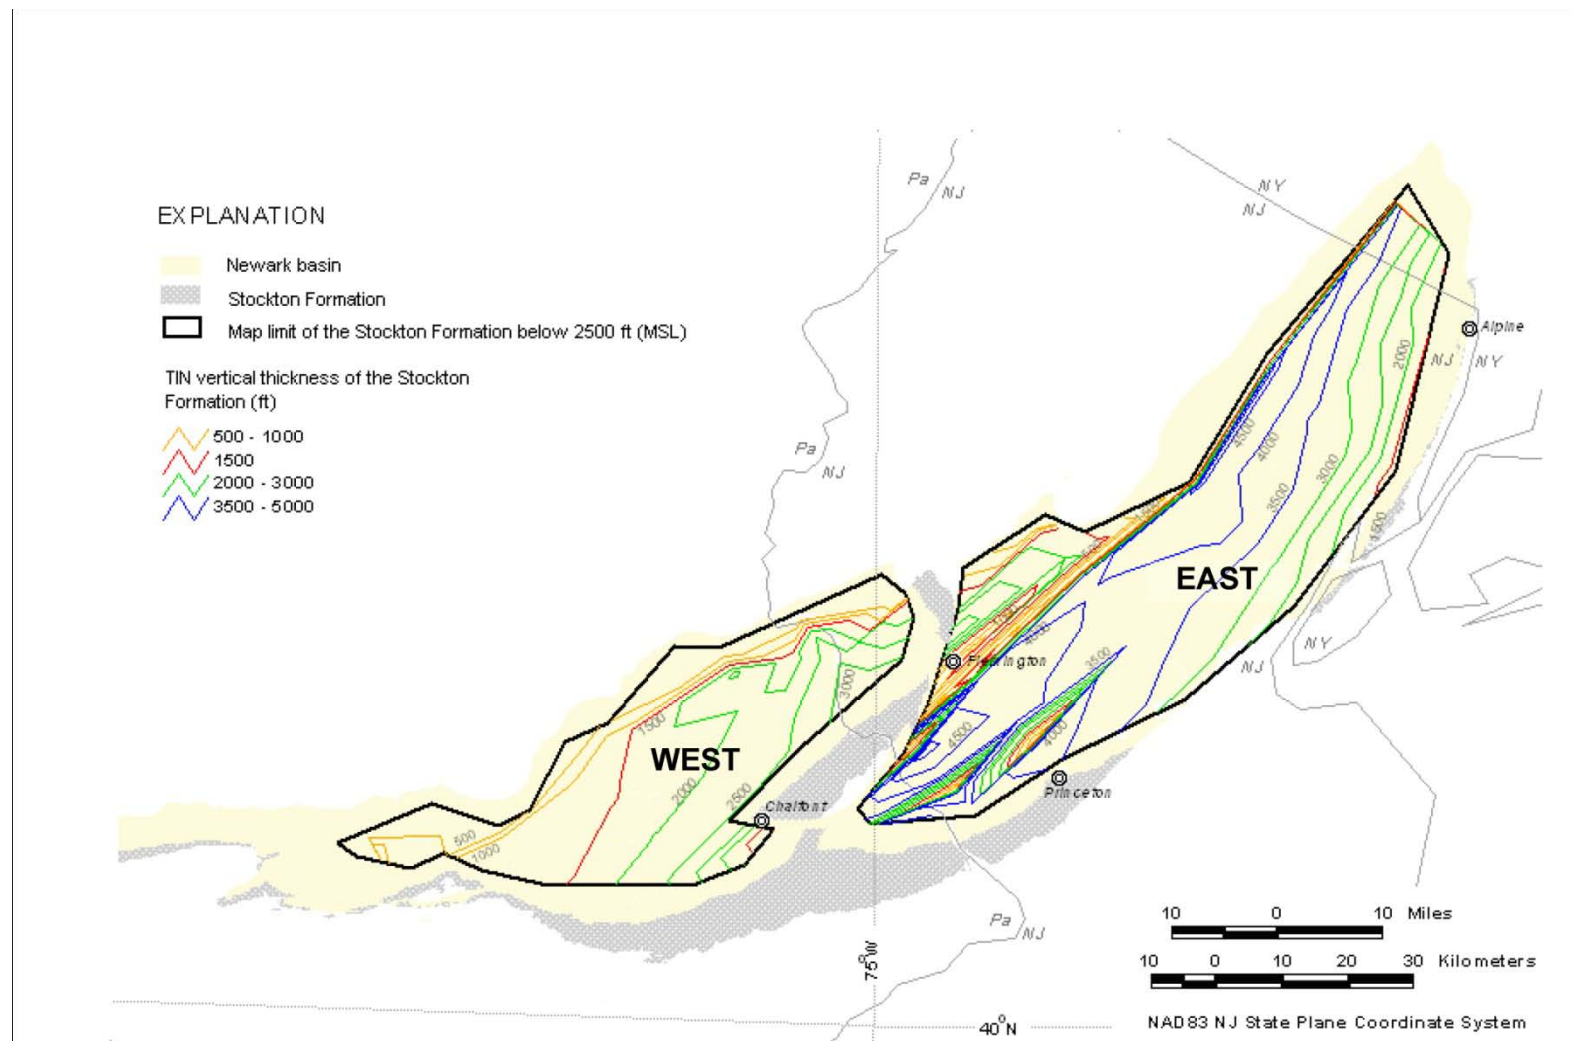 EXPLANATION
Newark basin
Stockton Formation
Map limit of the Stockton Formation below 2500 ft (MSL)
TIN vertical thickness of the Stockton
Formation (ft)
500 - 1000
1500
2000 - 3000
3500 - 5000
Pa
NJ
NY
NJ
Alpine
NJ
NY
2000
4500
4000
3000
3500
1500
Pa
NJ
1500
500
EAST
1500
Flemington
4000
3500
NY
NJ
3000
1500
WEST
4500
4000
2000
2500
Princeton
Chalfont
500
1000
Pa
NJ
75°W
40°N
10 0 10 Miles
10 0 10 20 30 Kilometers
NAD83 NJ State Plane Coordinate System